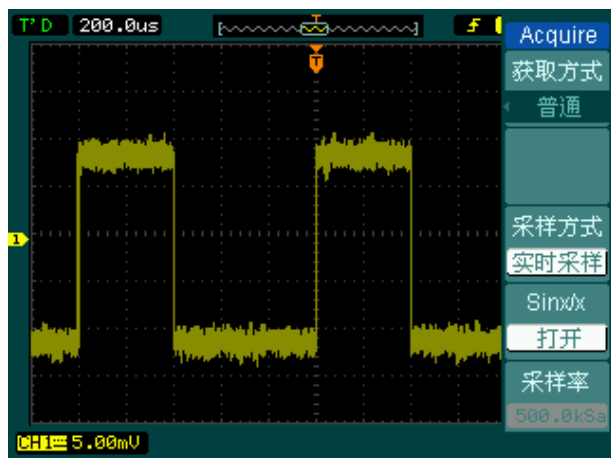 T'D 200.0us
T
Acquire
获取方式
普通
T
采样方式
实时采样
1
Sinx/x
打开
采样率
500.0kSa
CH1 5.00mV